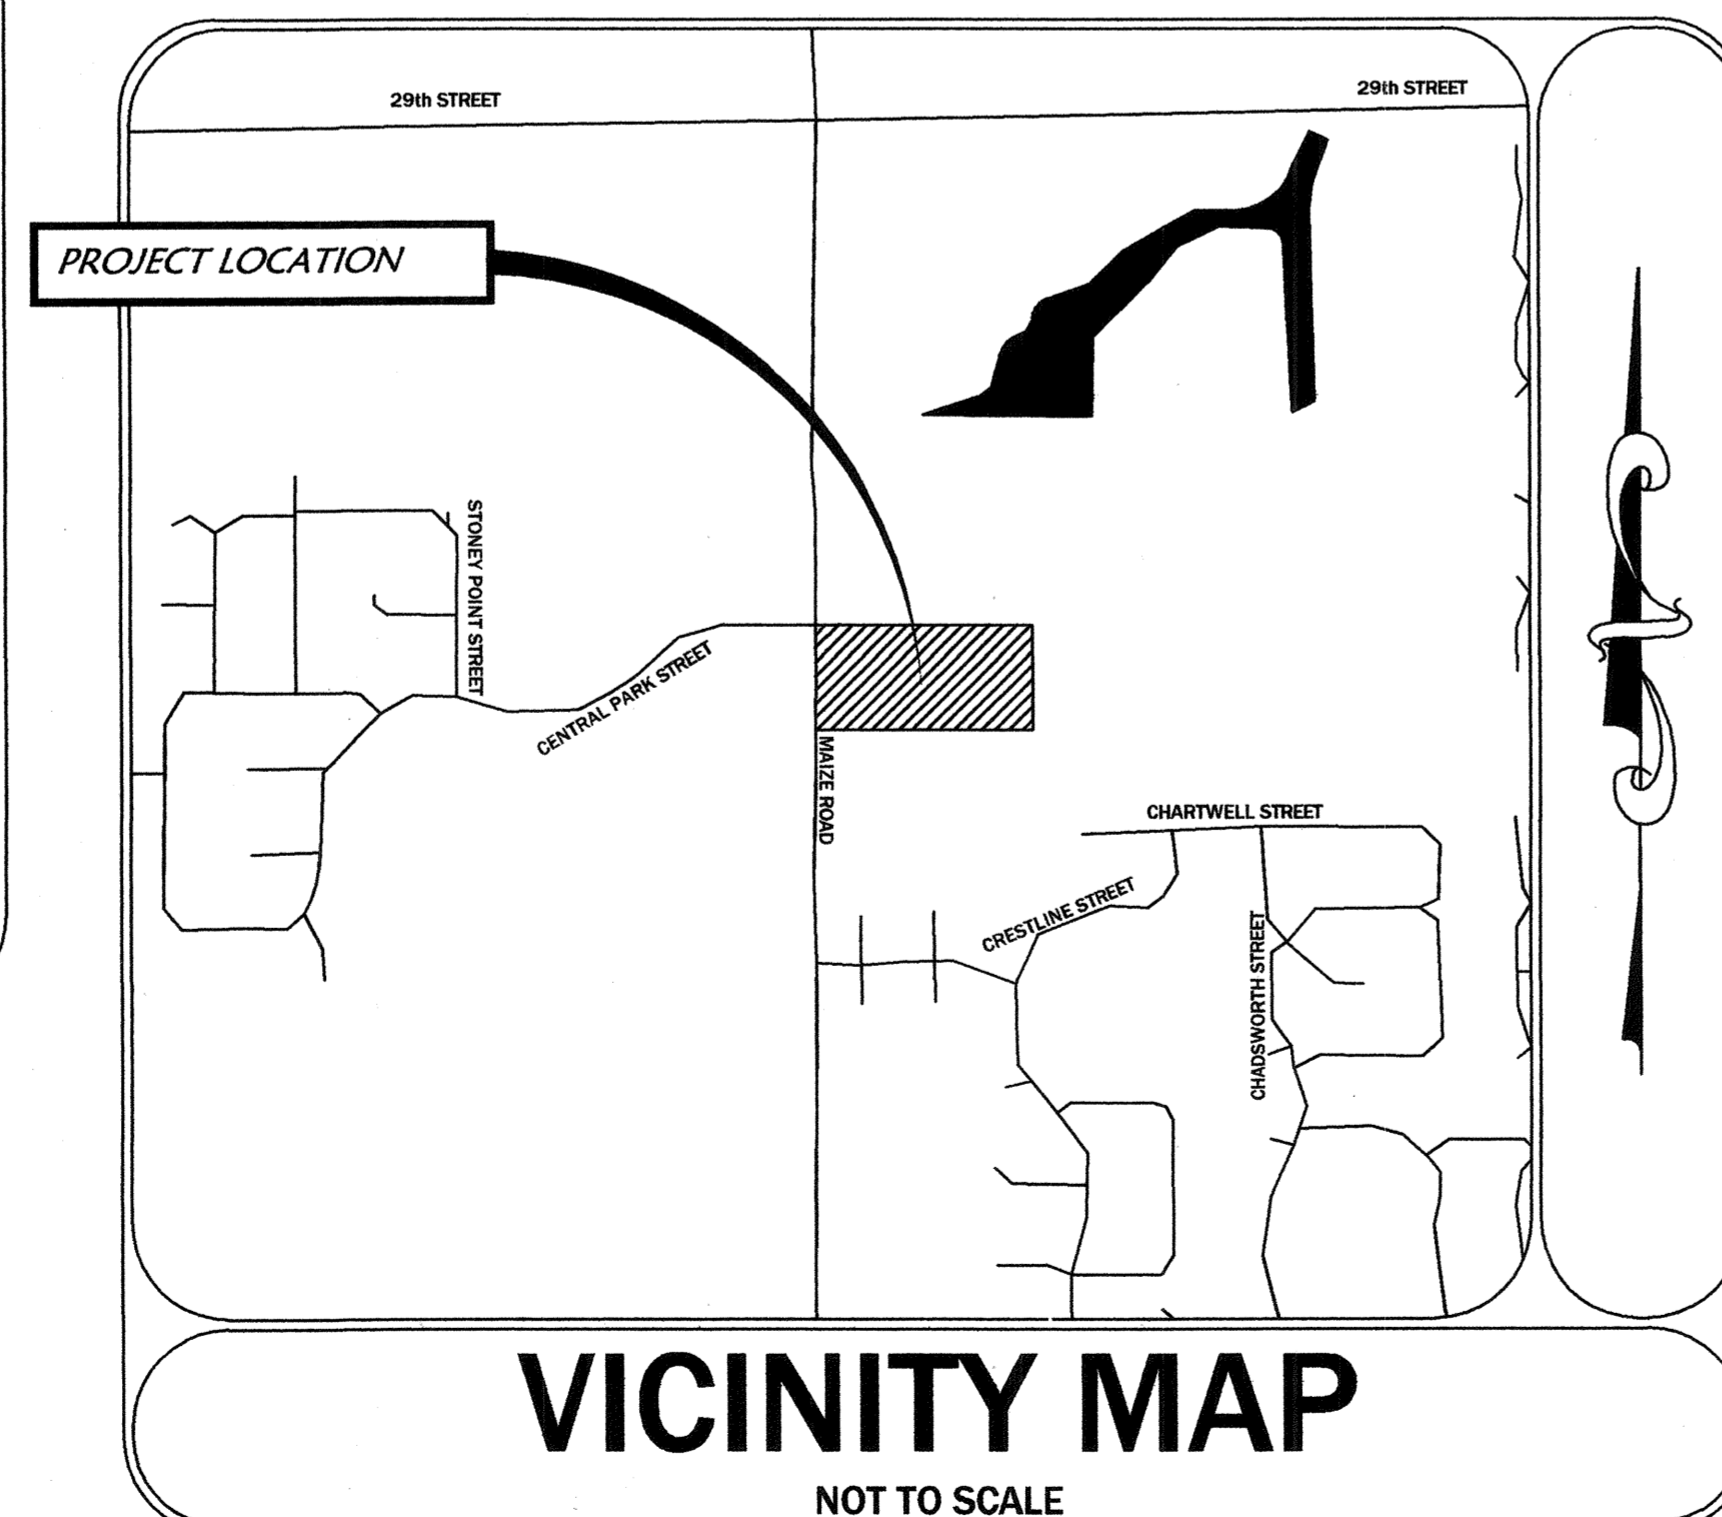 29th STREET
29th STREET
PROJECT LOCATION
STONEY POINT STREET
CENTRAL PARK STREET
MAIZE ROAD
CHARTWELL STREET
CRESTLINE STREET
CHADSWORTH STREET
VICINITY MAP
NOT TO SCALE